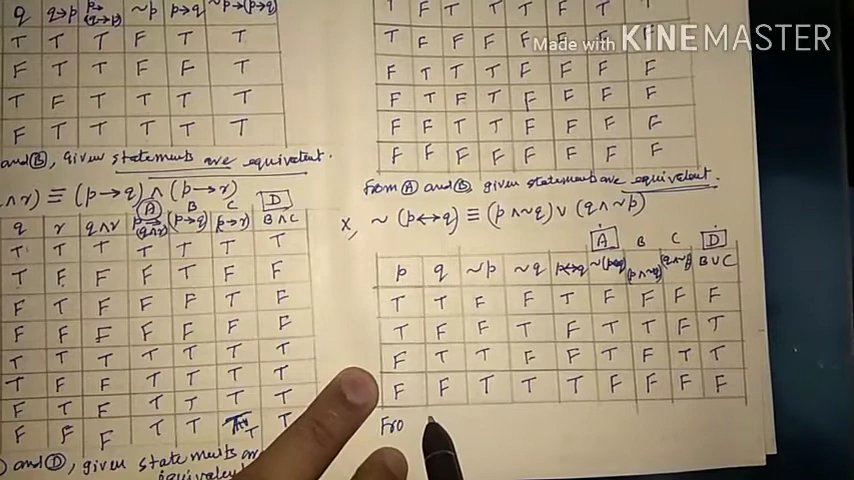 q q→p p→(q→p) ~p p→q ~p→(p→q)
T T T F T T
F T T F F T
T F T T T T
F T T T T T
and Ⓑ, given statements are equivalent.
∧r) ≡ (p→q) ∧ (p→r)
A B C D
q r q∧r p→(q∧r) (p→q) (p→r) B∧C
T T T T T T T
F F F F T F F
F T F F F T F
F F F F F F F
T T T T T T T
T F F T T T T
F T F T T T T
F F F T T T T
and Ⓓ, given statements are
equivalent
T F T T T F T T
T F F F F F F F
F T T T F F F F
F T F T F F F F
F F T T F F F F
F F F T F F F F
From Ⓐ and Ⓑ given statements are equivalent.
x, ~(p↔q) ≡ (p∧~q)∨(q∧~p)
A B C D
p q ~p ~q p↔q ~(p↔q) (p∧~q) (q∧~p) B∪C
T T F F T F F F F
T F F T F T T F T
F T T F F T F T T
F F T T T F F F F
Fro
Made with KINEMASTER